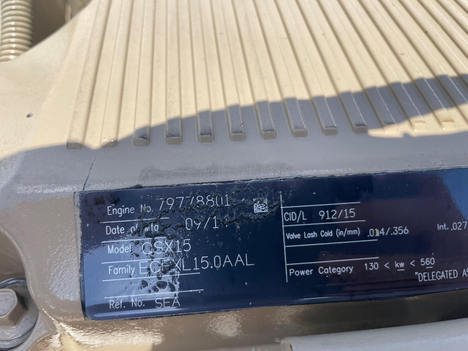 Engine No. 79778801
Date of Mfg 09/1
Model QSX15
Family ECEXL15.0AAL
Ref. No. SEA
CID/L 912/15
Valve Lash Cold (in/mm) .014/.356
Int. .027
Power Category 130 < kw < 560
"DELEGATED AS